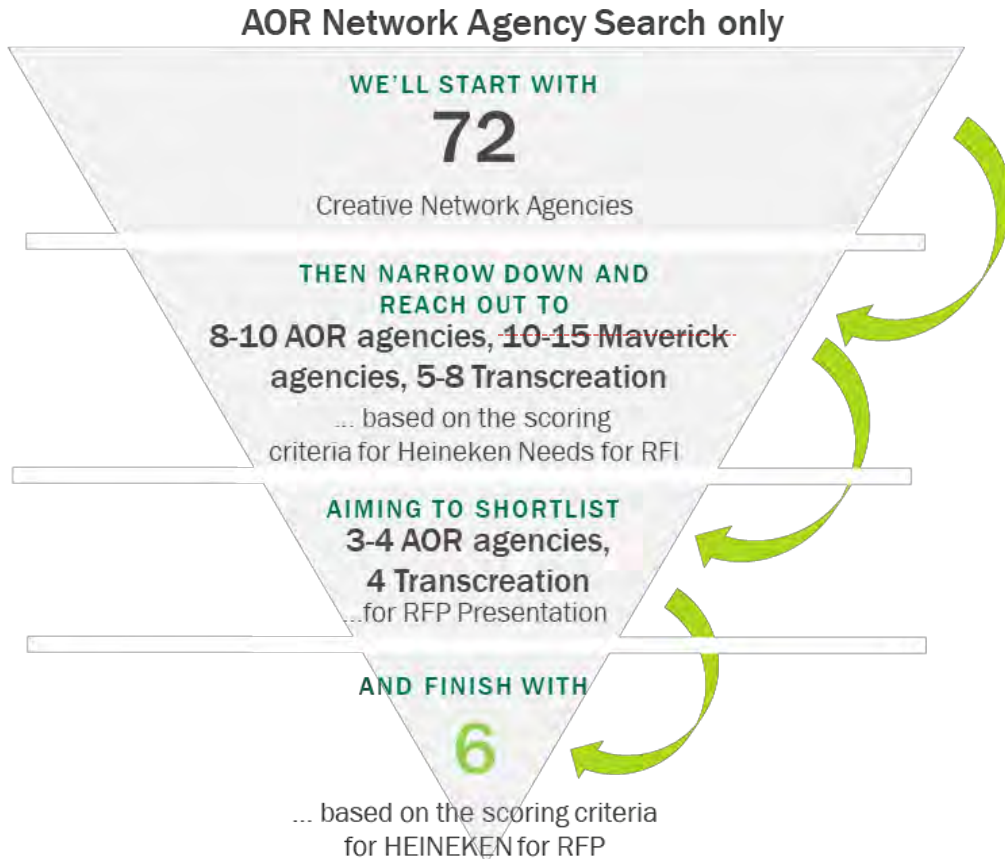 AOR Network Agency Search only
WE'LL START WITH
72
Creative Network Agencies
THEN NARROW DOWN AND
REACH OUT TO
8-10 AOR agencies, 10-15 Maverick
agencies, 5-8 Transcreation
... based on the scoring
criteria for Heineken Needs for RFI
AIMING TO SHORTLIST
3-4 AOR agencies,
4 Transcreation
...for RFP Presentation
AND FINISH WITH
6
... based on the scoring criteria
for HEINEKEN for RFP